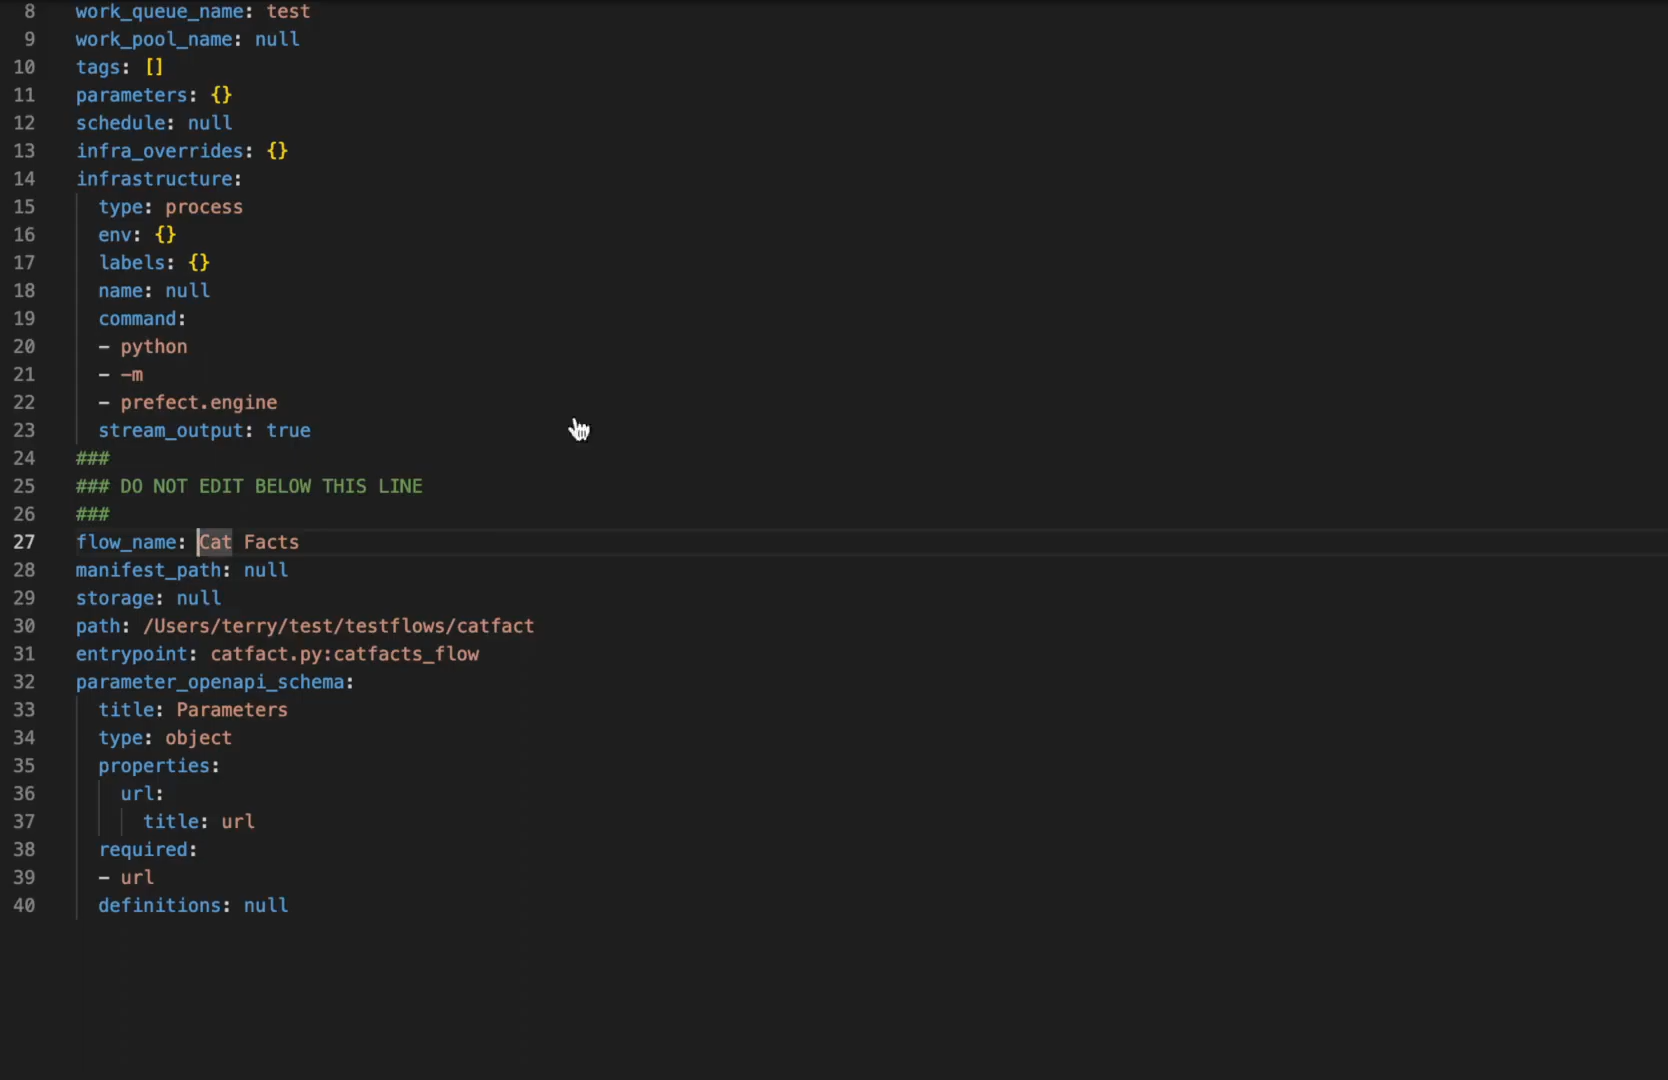 8 work_queue_name: test
9 work_pool_name: null
10 tags: []
11 parameters: {}
12 schedule: null
13 infra_overrides: {}
14 infrastructure:
15 type: process
16 env: {}
17 labels: {}
18 name: null
19 command:
20 - python
21 - -m
22 - prefect.engine
23 stream_output: true
24 ###
25 ### DO NOT EDIT BELOW THIS LINE
26 ###
27 flow_name: Cat Facts
28 manifest_path: null
29 storage: null
30 path: /Users/terry/test/testflows/catfact
31 entrypoint: catfact.py:catfacts_flow
32 parameter_openapi_schema:
33 title: Parameters
34 type: object
35 properties:
36 url:
37 title: url
38 required:
39 - url
40 definitions: null